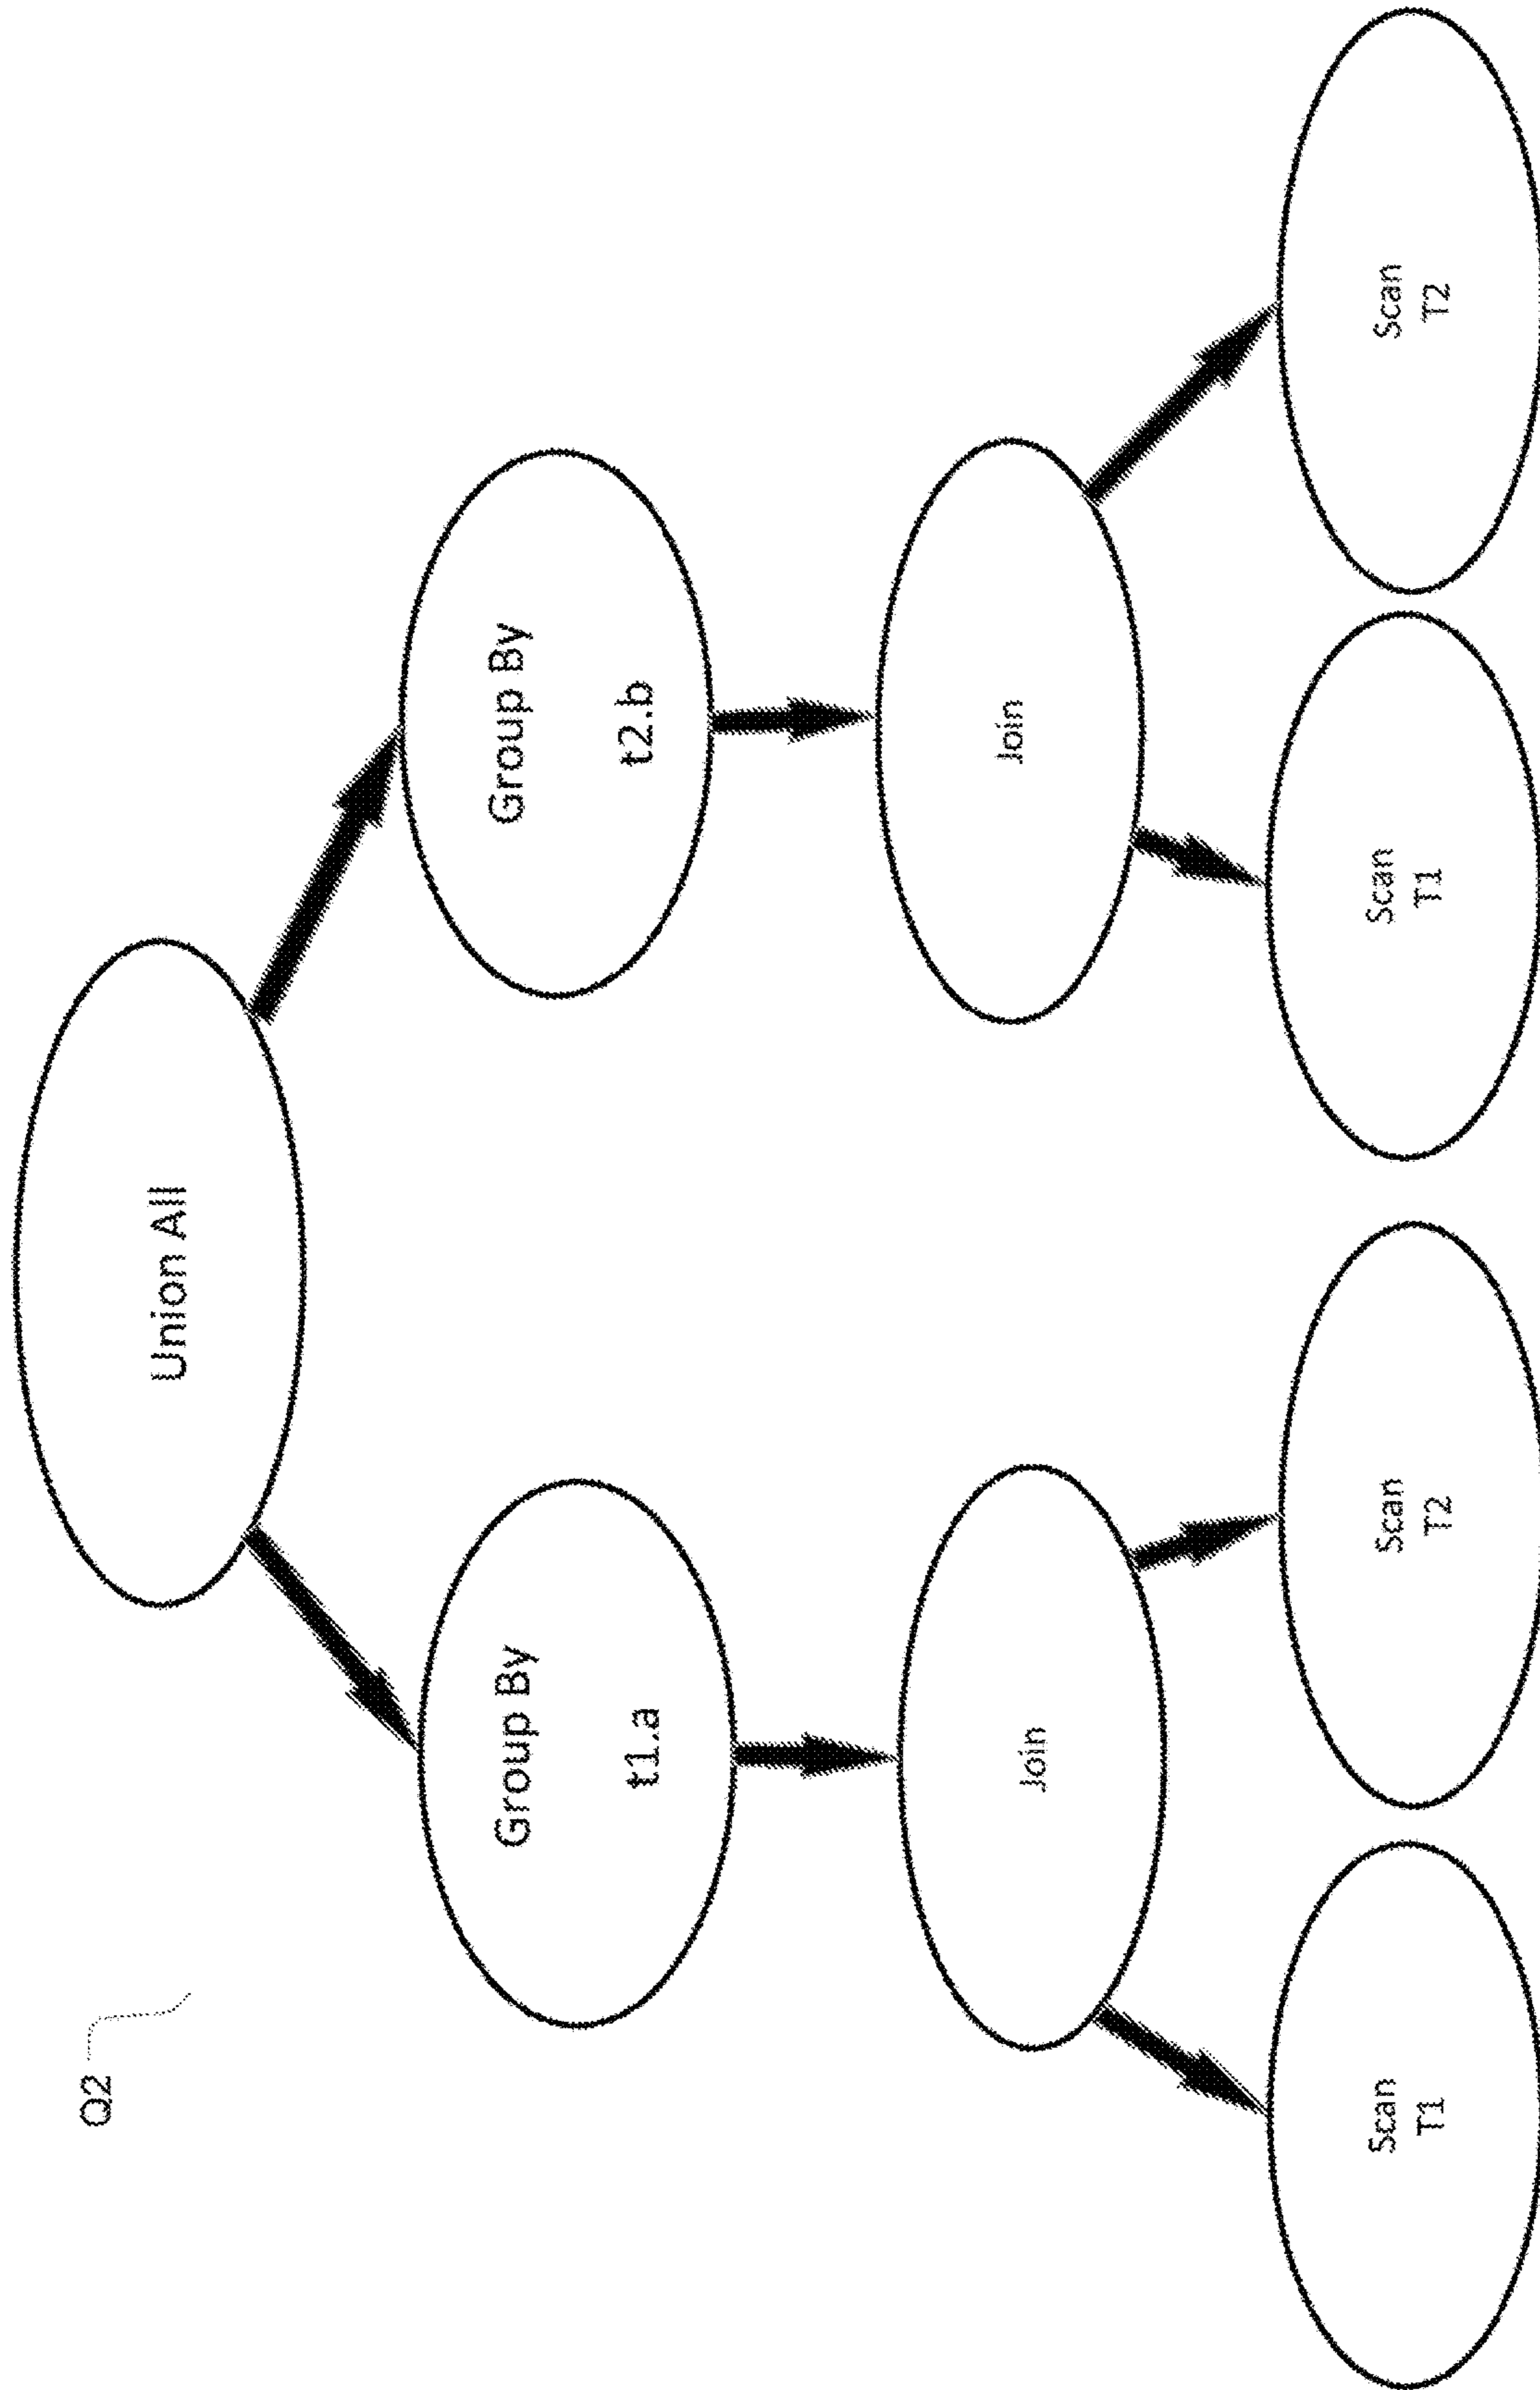 Q2
Union All
Group By
t1.a
Group By
t2.b
Join
Join
Scan
T1
Scan
T2
Scan
T1
Scan
T2